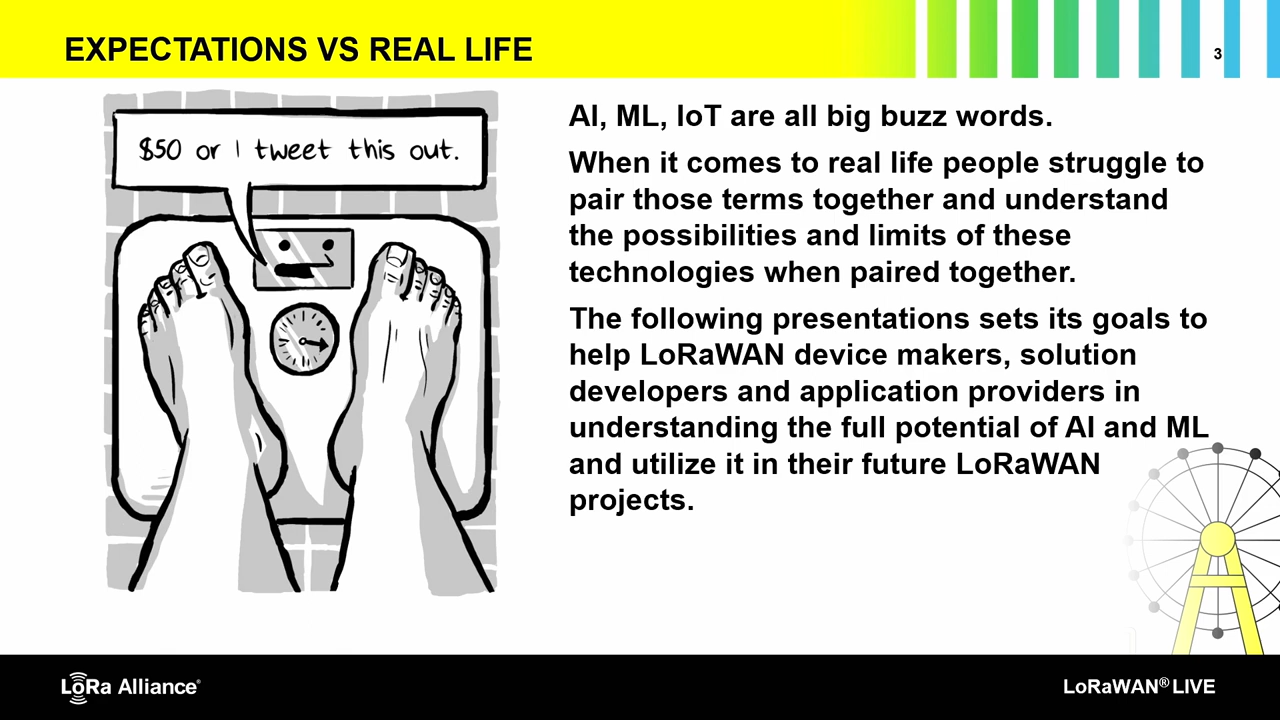 EXPECTATIONS VS REAL LIFE
3
$50 or I tweet this out.
AI, ML, IoT are all big buzz words.
When it comes to real life people struggle to
pair those terms together and understand
the possibilities and limits of these
technologies when paired together.
The following presentations sets its goals to
help LoRaWAN device makers, solution
developers and application providers in
understanding the full potential of AI and ML
and utilize it in their future LoRaWAN
projects.
LoRa Alliance®
LoRaWAN® LIVE